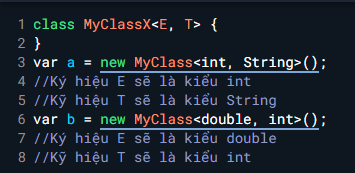 1 class MyClassX<E, T> {
2 }
3 var a = new MyClass<int, String>();
4 //Ký hiệu E sẽ là kiểu int
5 //Ký hiệu T sẽ là kiểu String
6 var b = new MyClass<double, int>();
7 //Ký hiệu E sẽ là kiểu double
8 //Kỹ hiệu T sẽ là kiểu int